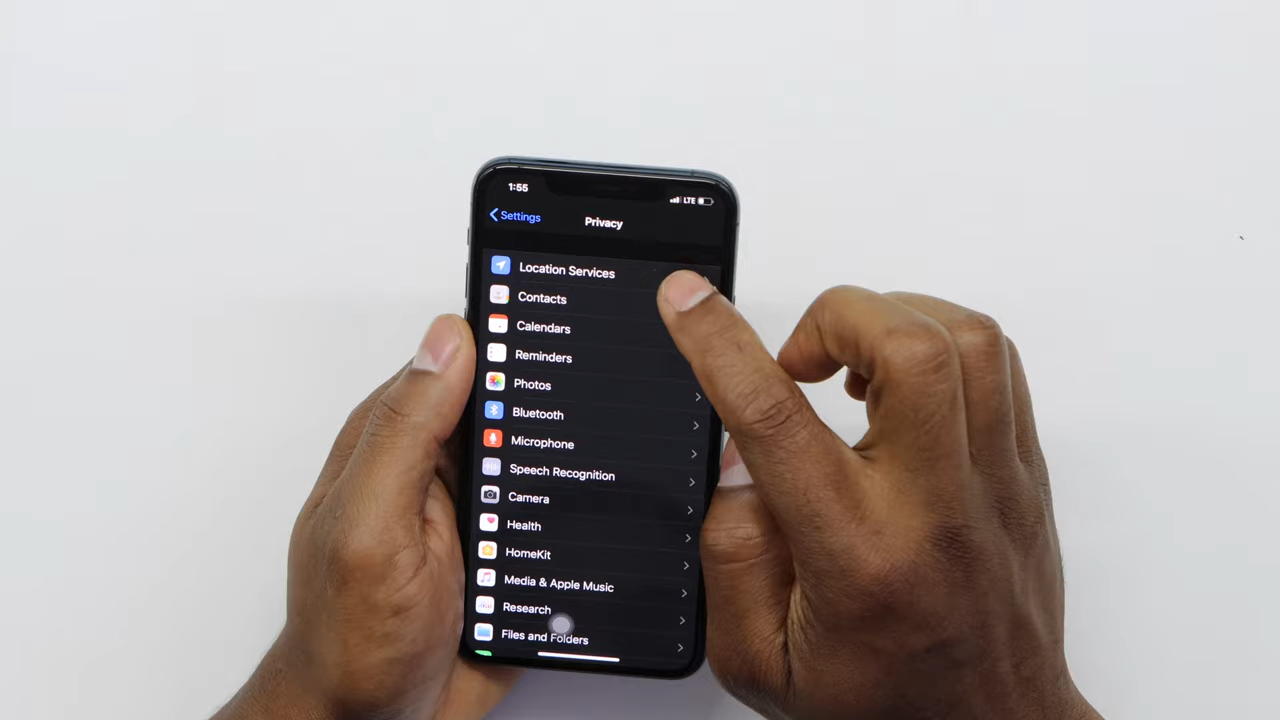 1:55
LTE
Settings
Privacy
Location Services
Contacts
Calendars
Reminders
Photos
Bluetooth
Microphone
Speech Recognition
Camera
Health
HomeKit
Media & Apple Music
Research
Files and Folders